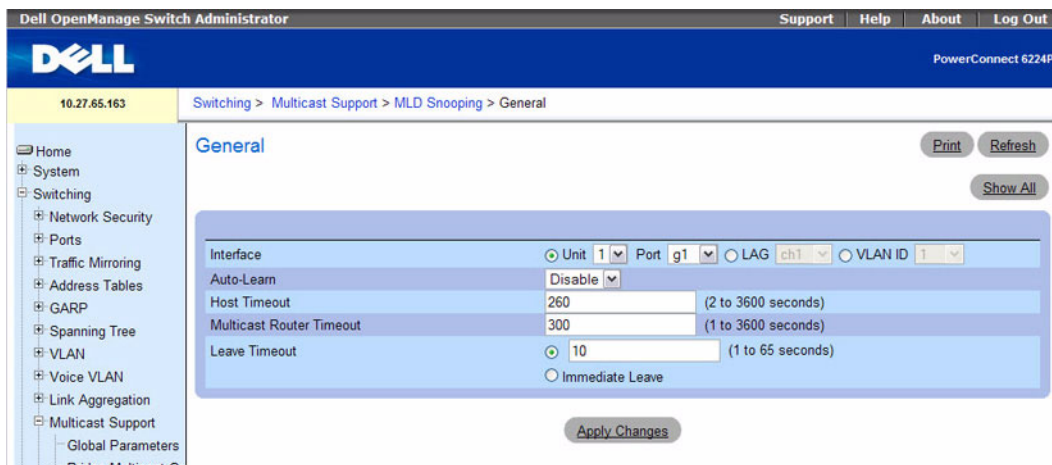 Dell OpenManage Switch Administrator Support Help About Log Out
DELL
PowerConnect 6224P
10.27.65.163
Switching > Multicast Support > MLD Snooping > General
Home
System
Switching
Network Security
Ports
Traffic Mirroring
Address Tables
GARP
Spanning Tree
VLAN
Voice VLAN
Link Aggregation
Multicast Support
Global Parameters
General
Print Refresh
Show All
Interface Unit 1 Port g1 LAG ch1 VLAN ID 1
Auto-Learn Disable
Host Timeout 260 (2 to 3600 seconds)
Multicast Router Timeout 300 (1 to 3600 seconds)
Leave Timeout 10 (1 to 65 seconds)
Immediate Leave
Apply Changes